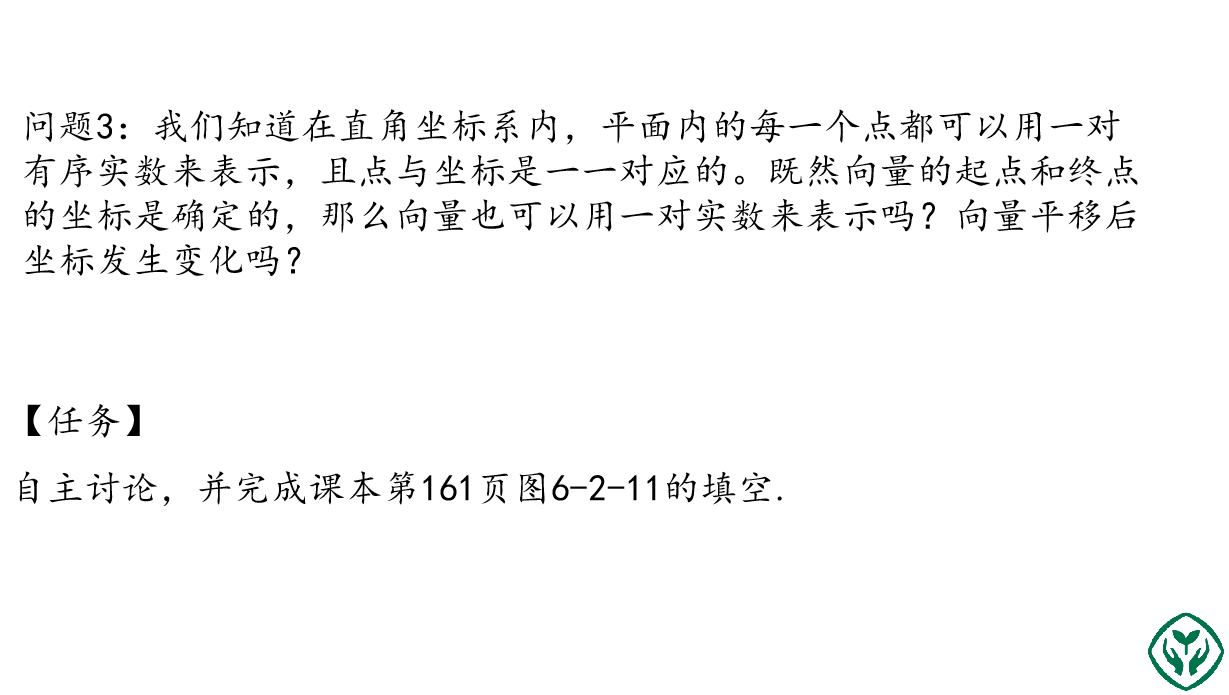 问题3：我们知道在直角坐标系内，平面内的每一个点都可以用一对
有序实数来表示，且点与坐标是一一对应的。既然向量的起点和终点
的坐标是确定的，那么向量也可以用一对实数来表示吗？向量平移后
坐标发生变化吗？
【任务】
自主讨论，并完成课本第161页图6-2-11的填空.